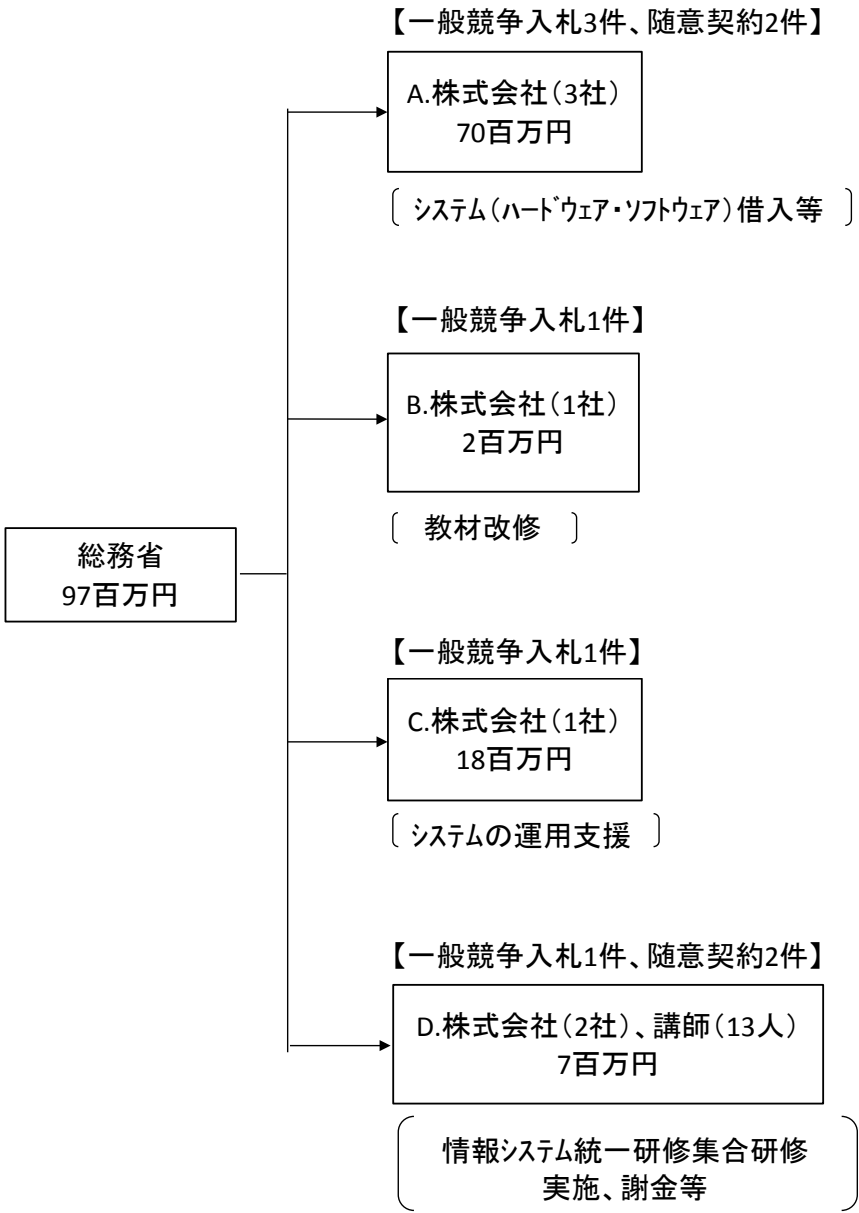 【一般競争入札3件、随意契約2件】
A.株式会社（3社）
70百万円
〔 システム（ハードウェア・ソフトウェア）借入等 〕
【一般競争入札1件】
B.株式会社（1社）
2百万円
〔 教材改修 〕
総務省
97百万円
【一般競争入札1件】
C.株式会社（1社）
18百万円
〔 システムの運用支援 〕
【一般競争入札1件、随意契約2件】
D.株式会社（2社）、講師（13人）
7百万円
情報システム統一研修集合研修
実施、謝金等